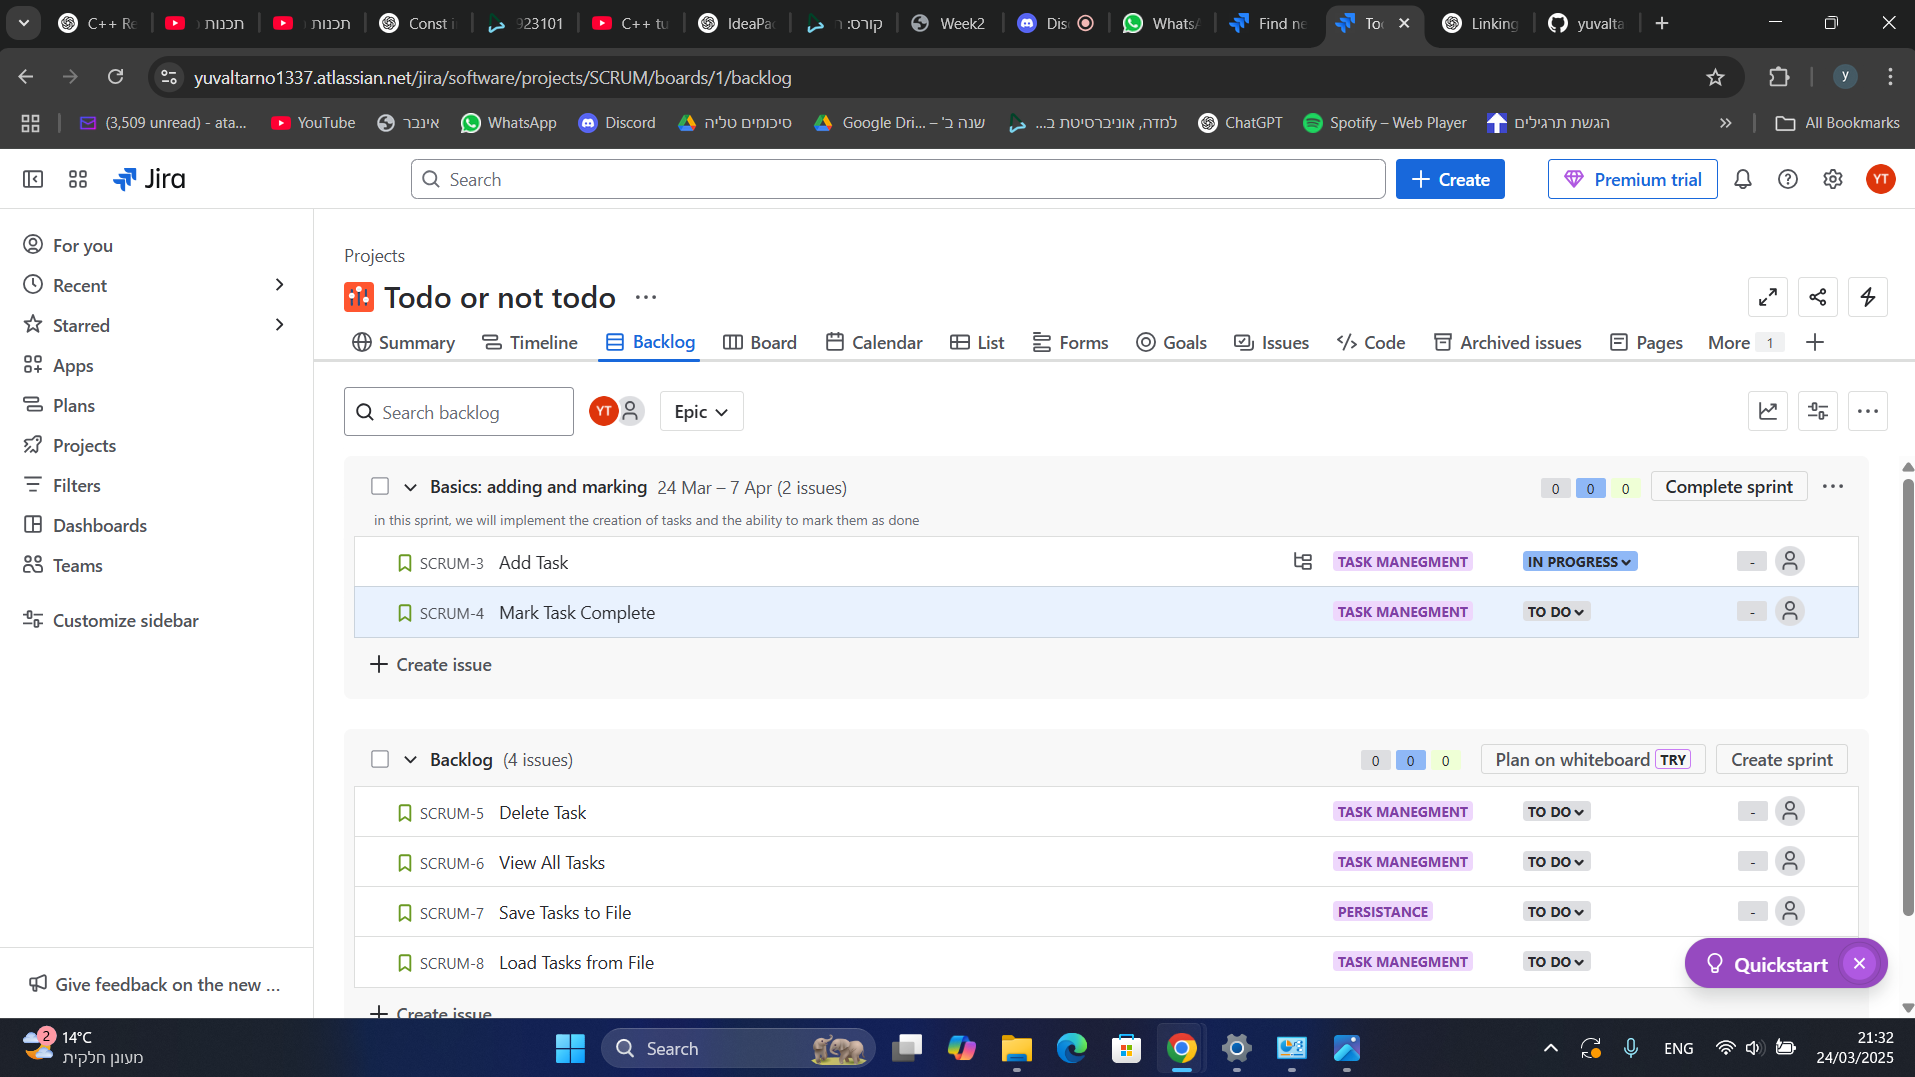 C++ Re
תכנות
תכנות
Const i
923101
C++ tu
IdeaPa
קורס: ר
Week2
Dis
WhatsA
Find ne
To
Linking
yuvalta
yuvaltarno1337.atlassian.net/jira/software/projects/SCRUM/boards/1/backlog
y
(3,509 unread) - ata...
YouTube
אינבר
WhatsApp
Discord
סיכומים טליה
שנה ב' – Google Dri...
למדה, אוניברסיטת ב...
ChatGPT
Spotify – Web Player
הגשת תרגילים
All Bookmarks
Jira
Search
Create
Premium trial
YT
For you
Recent
Starred
Apps
Plans
Projects
Filters
Dashboards
Teams
Customize sidebar
Give feedback on the new ...
Projects
Todo or not todo
Summary
Timeline
Backlog
Board
Calendar
List
Forms
Goals
Issues
Code
Archived issues
Pages
More 1
Search backlog
YT
Epic
Basics: adding and marking 24 Mar – 7 Apr (2 issues)
0 0 0
Complete sprint
in this sprint, we will implement the creation of tasks and the ability to mark them as done
SCRUM-3 Add Task TASK MANEGMENT IN PROGRESS -
SCRUM-4 Mark Task Complete TASK MANEGMENT TO DO -
Create issue
Backlog (4 issues)
0 0 0
Plan on whiteboard TRY
Create sprint
SCRUM-5 Delete Task TASK MANEGMENT TO DO -
SCRUM-6 View All Tasks TASK MANEGMENT TO DO -
SCRUM-7 Save Tasks to File PERSISTANCE TO DO -
SCRUM-8 Load Tasks from File TASK MANEGMENT TO DO
Create issue
Quickstart
2
14°C
מעונן חלקית
Search
ENG
21:32
24/03/2025